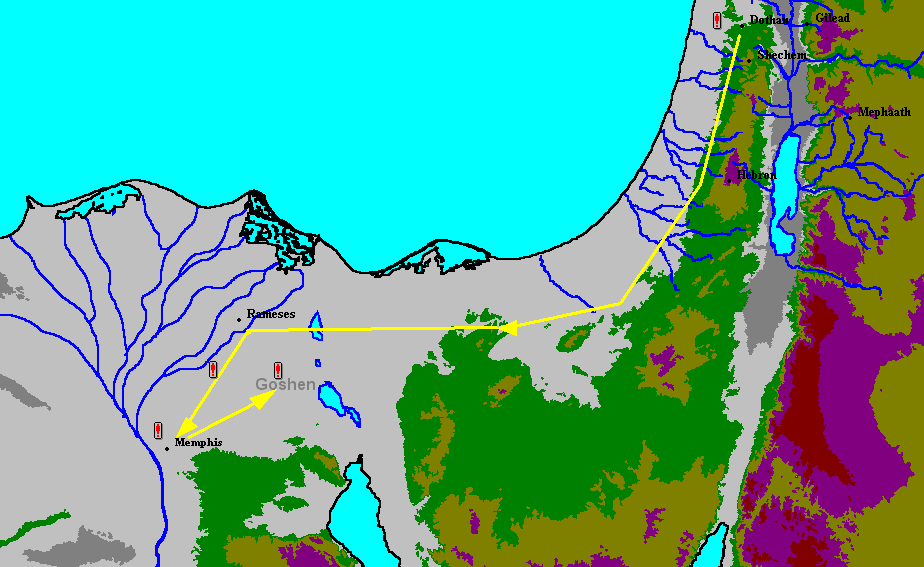 Dothan
Gilead
Shechem
Mephaath
Hebron
Rameses
Goshen
Memphis